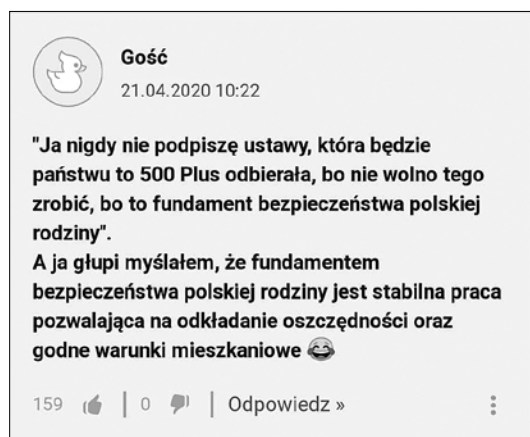 Gość
21.04.2020 10:22
"Ja nigdy nie podpiszę ustawy, która będzie
państwu to 500 Plus odbierała, bo nie wolno tego
zrobić, bo to fundament bezpieczeństwa polskiej
rodziny".
A ja głupi myślałem, że fundamentem
bezpieczeństwa polskiej rodziny jest stabilna praca
pozwalająca na odkładanie oszczędności oraz
godne warunki mieszkaniowe 😂
159 | 0 | Odpowiedz »